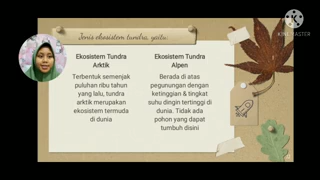 Jenis ekosistem tundra, yaitu:
KINEMASTER
Ekosistem Tundra
Arktik
Terbentuk semenjak
puluhan ribu tahun
yang lalu, tundra
arktik merupakan
ekosistem termuda
di dunia
Ekosistem Tundra
Alpen
Berada di atas
pegunungan dengan
ketinggian & tingkat
suhu dingin tertinggi di
dunia. Tidak ada
pohon yang dapat
tumbuh disini